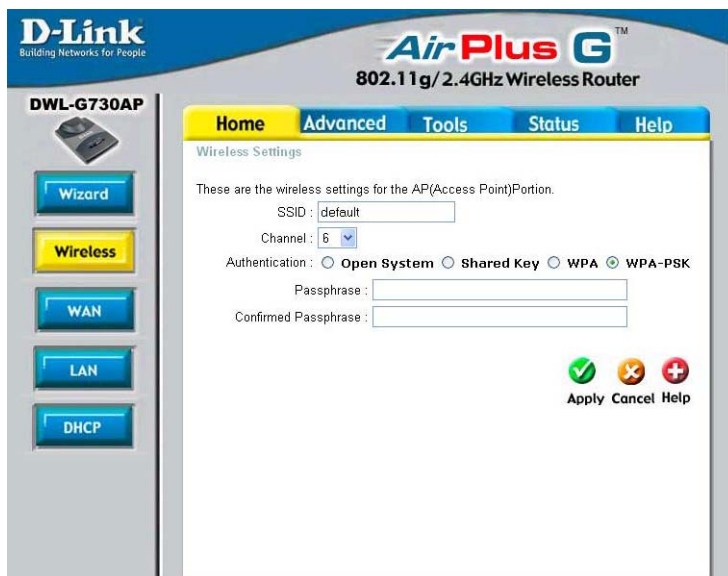 D-Link
Building Networks for People
Air Plus G™
802.11g/2.4GHz Wireless Router
DWL-G730AP
Home Advanced Tools Status Help
Wizard
Wireless
WAN
LAN
DHCP
Wireless Settings
These are the wireless settings for the AP(Access Point)Portion.
SSID : default
Channel : 6
Authentication : Open System Shared Key WPA WPA-PSK
Passphrase :
Confirmed Passphrase :
Apply Cancel Help